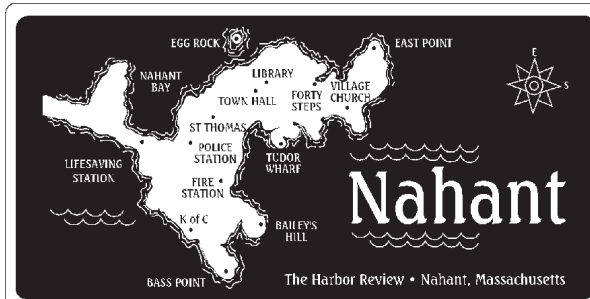 EGG ROCK
EAST POINT
E
S
NAHANT
BAY
LIBRARY
TOWN HALL
FORTY
STEPS
VILLAGE
CHURCH
ST THOMAS
POLICE
STATION
TUDOR
WHARF
LIFESAVING
STATION
FIRE
STATION
K of C
BAILEY'S
HILL
BASS POINT
Nahant
The Harbor Review • Nahant, Massachusetts